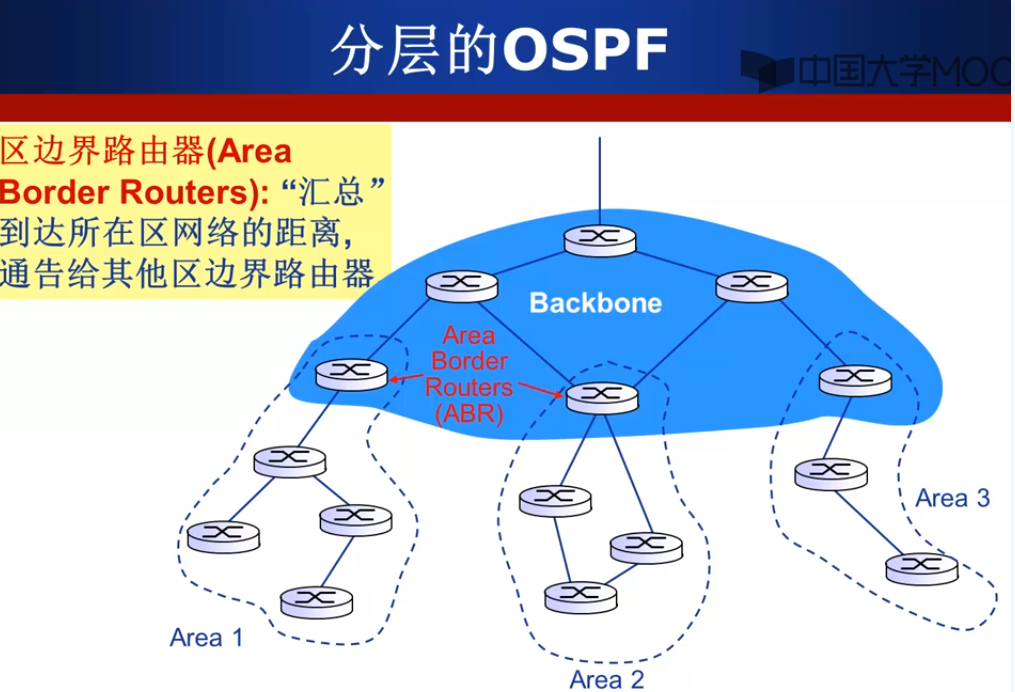 分层的OSPF
中国大学MOO
区边界路由器(Area
Border Routers): “汇总”
到达所在区网络的距离,
通告给其他区边界路由器
Backbone
Area
Border
Routers
(ABR)
Area 3
Area 1
Area 2